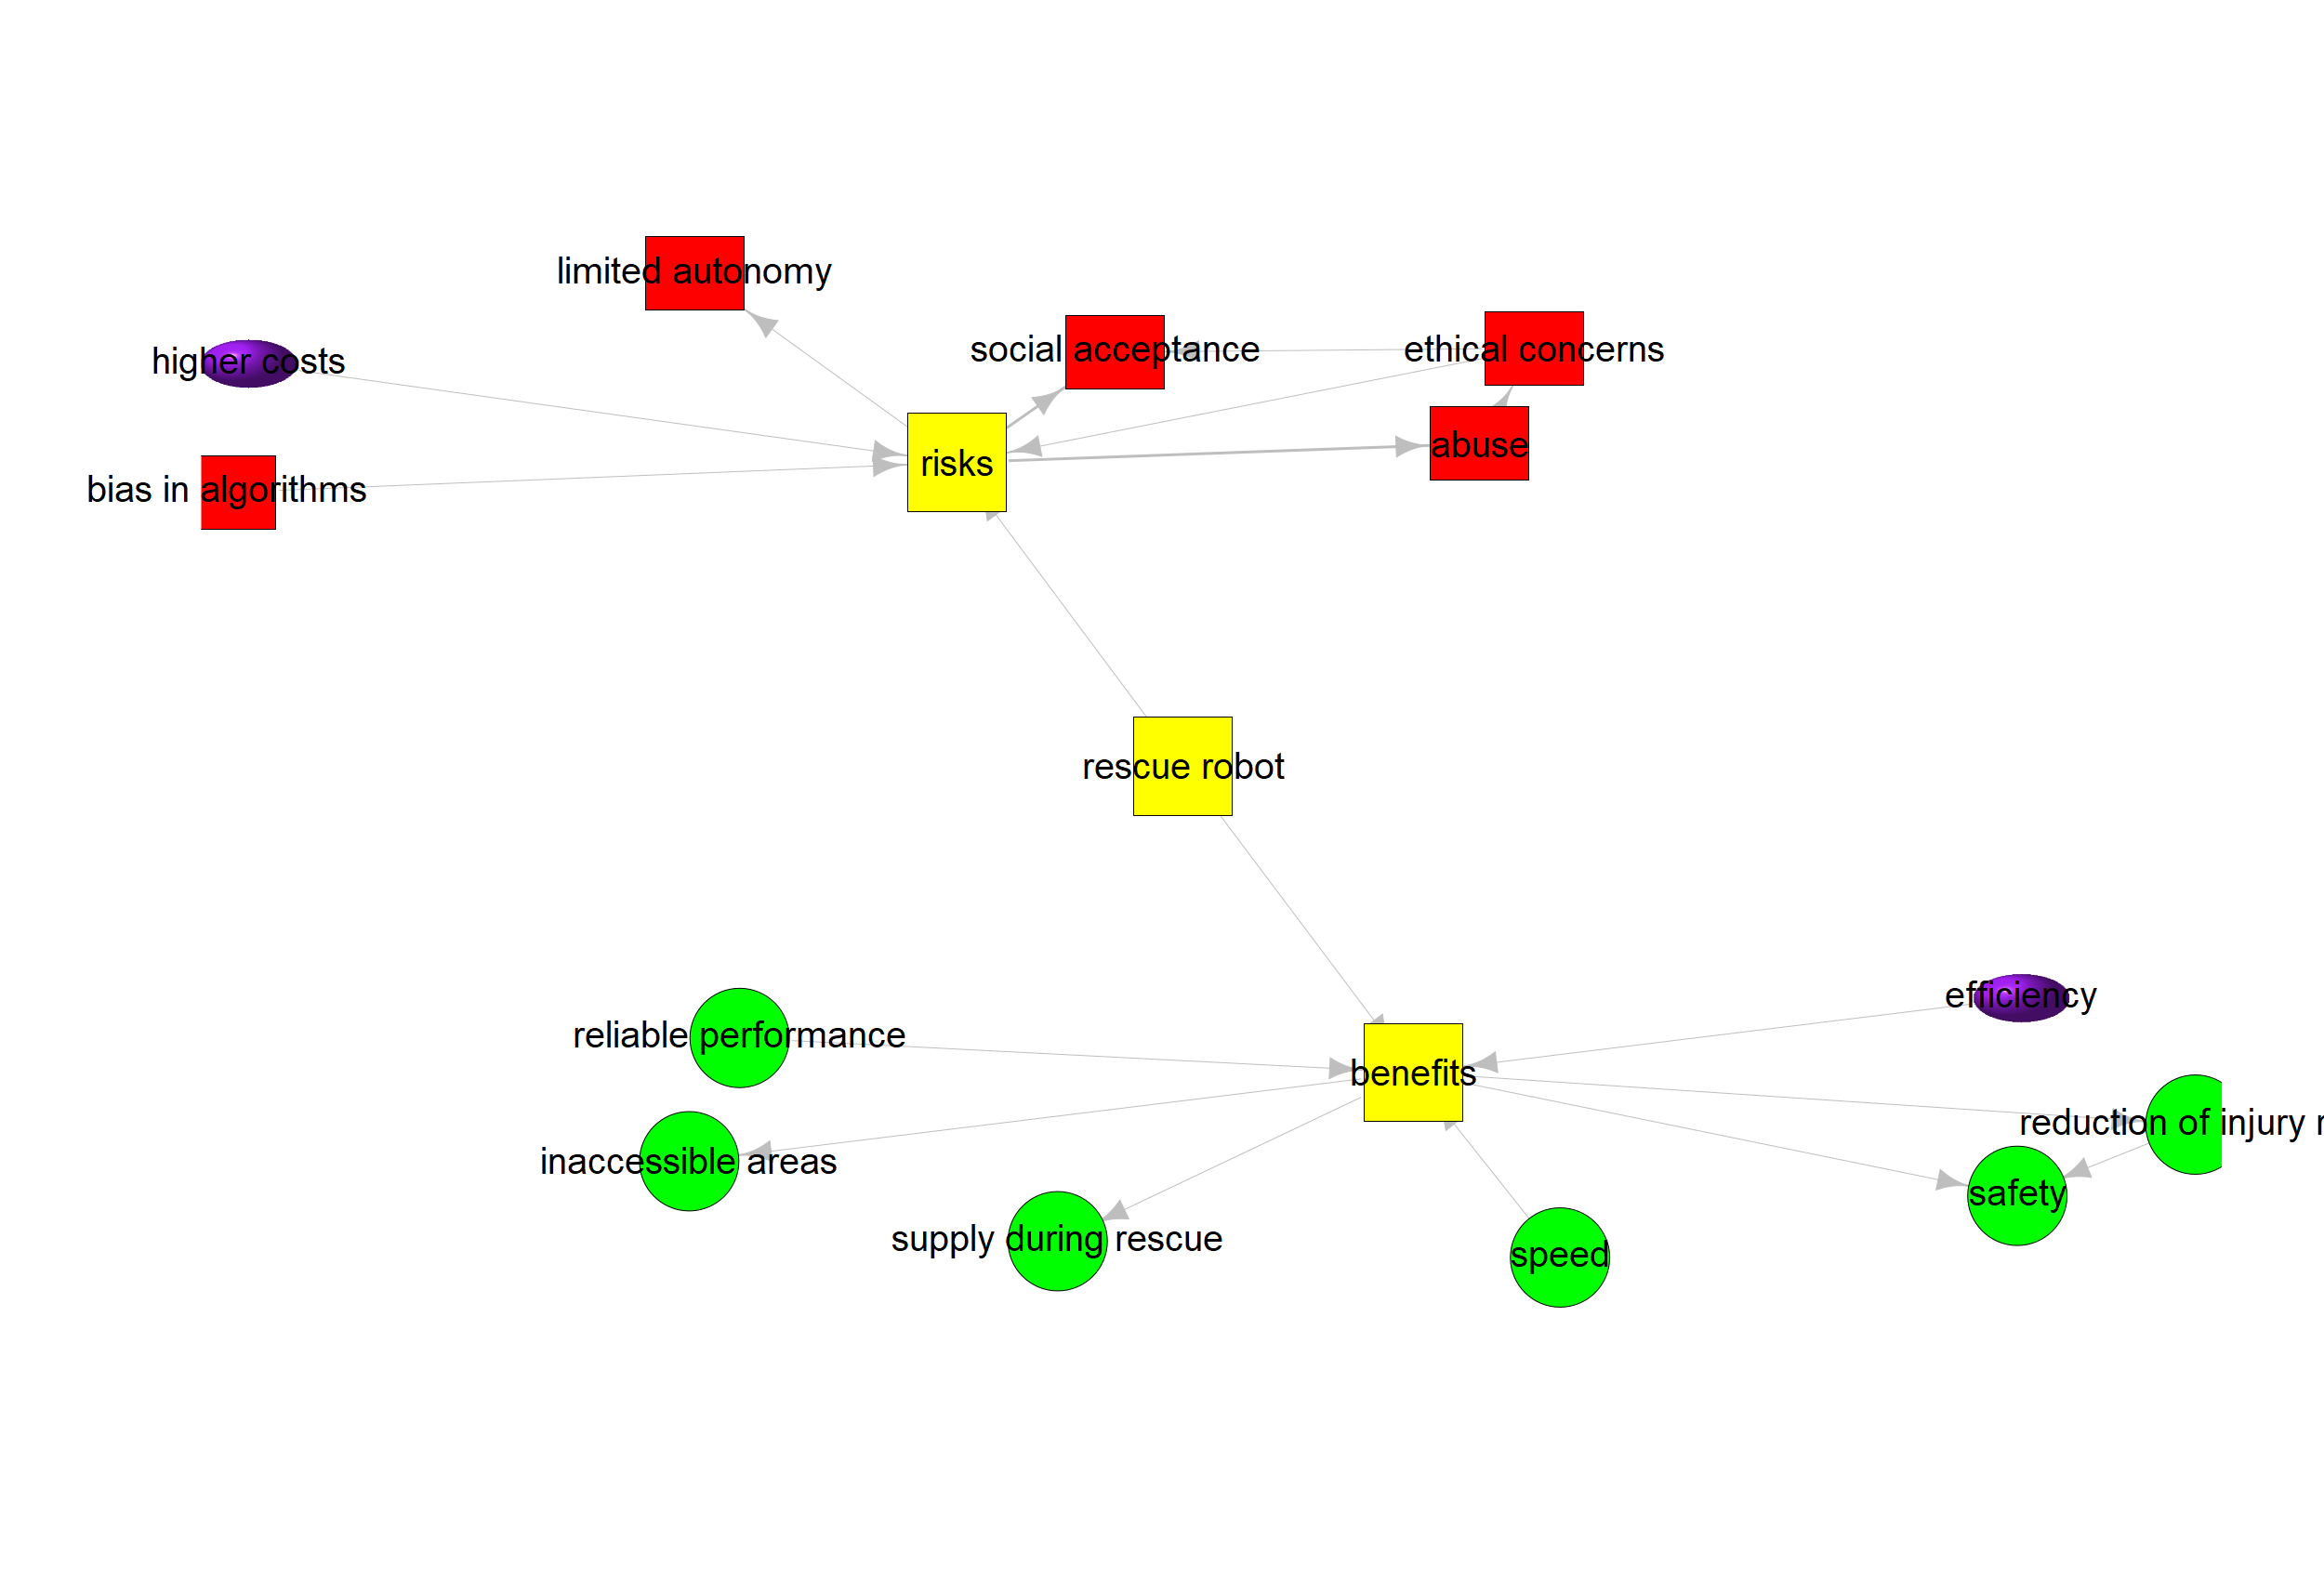 limited autonomy
social acceptance
ethical concerns
higher costs
abuse
risks
bias in algorithms
rescue robot
efficiency
reliable performance
benefits
reduction of injury
inaccessible areas
safety
supply during rescue
speed